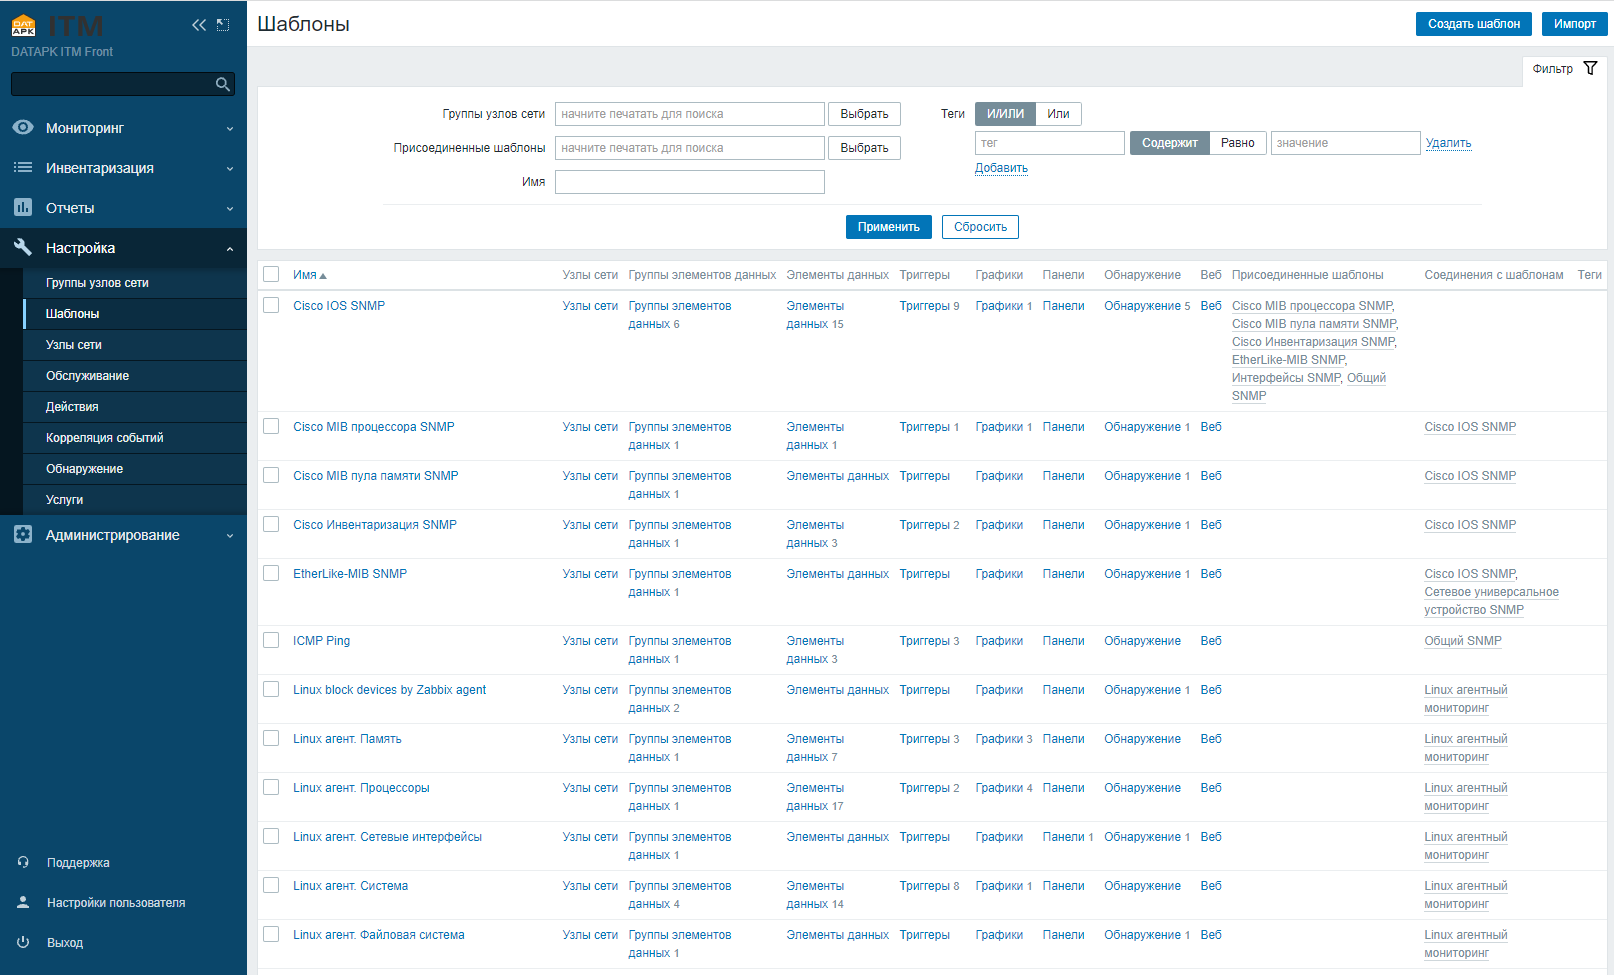 DATAPK ITM
DATAPK ITM Front
Мониторинг
Инвентаризация
Отчеты
Настройка
Группы узлов сети
Шаблоны
Узлы сети
Обслуживание
Действия
Корреляция событий
Обнаружение
Услуги
Администрирование
Поддержка
Настройки пользователя
Выход
Шаблоны
Создать шаблон Импорт
Фильтр
Группы узлов сети начните печатать для поиска Выбрать
Присоединенные шаблоны начните печатать для поиска Выбрать
Имя
Теги И/ИЛИ Или
тег Содержит Равно значение Удалить
Добавить
Применить Сбросить
Имя Узлы сети Группы элементов данных Элементы данных Триггеры Графики Панели Обнаружение Веб Присоединенные шаблоны Соединения с шаблонам Теги
Cisco IOS SNMP Узлы сети Группы элементов Элементы Триггеры 9 Графики 1 Панели Обнаружение 5 Веб Cisco MIB процессора SNMP,
данных 6 данных 15 Cisco MIB пула памяти SNMP,
Cisco Инвентаризация SNMP,
EtherLike-MIB SNMP,
Интерфейсы SNMP, Общий
SNMP
Cisco MIB процессора SNMP Узлы сети Группы элементов Элементы Триггеры 1 Графики 1 Панели Обнаружение 1 Веб Cisco IOS SNMP
данных 1 данных 1
Cisco MIB пула памяти SNMP Узлы сети Группы элементов Элементы данных Триггеры Графики Панели Обнаружение 1 Веб Cisco IOS SNMP
данных 1
Cisco Инвентаризация SNMP Узлы сети Группы элементов Элементы Триггеры 2 Графики Панели Обнаружение 1 Веб Cisco IOS SNMP
данных 1 данных 3
EtherLike-MIB SNMP Узлы сети Группы элементов Элементы данных Триггеры Графики Панели Обнаружение 1 Веб Cisco IOS SNMP,
данных 1 Сетевое универсальное
устройство SNMP
ICMP Ping Узлы сети Группы элементов Элементы Триггеры 3 Графики Панели Обнаружение Веб Общий SNMP
данных 1 данных 3
Linux block devices by Zabbix agent Узлы сети Группы элементов Элементы данных Триггеры Графики Панели Обнаружение 1 Веб Linux агентный
данных 2 мониторинг
Linux агент. Память Узлы сети Группы элементов Элементы Триггеры 3 Графики 3 Панели Обнаружение Веб Linux агентный
данных 1 данных 7 мониторинг
Linux агент. Процессоры Узлы сети Группы элементов Элементы Триггеры 2 Графики 4 Панели Обнаружение Веб Linux агентный
данных 1 данных 17 мониторинг
Linux агент. Сетевые интерфейсы Узлы сети Группы элементов Элементы данных Триггеры Графики Панели 1 Обнаружение 1 Веб Linux агентный
данных 1 мониторинг
Linux агент. Система Узлы сети Группы элементов Элементы Триггеры 8 Графики 1 Панели Обнаружение Веб Linux агентный
данных 4 данных 14 мониторинг
Linux агент. Файловая система Узлы сети Группы элементов Элементы данных Триггеры Графики Панели Обнаружение 1 Веб Linux агентный
данных 1 мониторинг